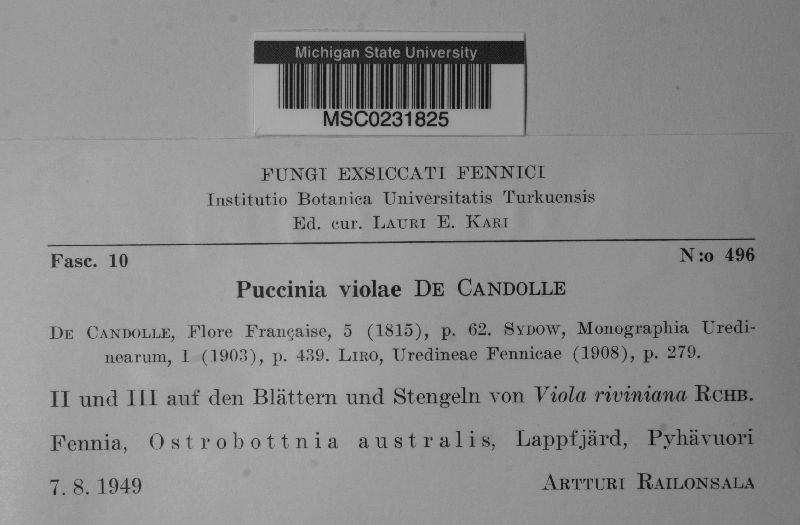 Michigan State University
MSC0231825
FUNGI EXSICCATI FENNICI
Institutio Botanica Universitatis Turkuensis
Ed. cur. LAURI E. KARI
Fasc. 10 N:o 496
Puccinia violae DE CANDOLLE
DE CANDOLLE, Flore Française, 5 (1815), p. 62. SYDOW, Monographia Uredi-
nearum, I (1903), p. 439. LIRO, Uredineae Fennicae (1908), p. 279.
II und III auf den Blättern und Stengeln von Viola riviniana RCHB.
Fennia, Ostrobottnia australis, Lappfjärd, Pyhävuori
7. 8. 1949 ARTTURI RAILONSALA